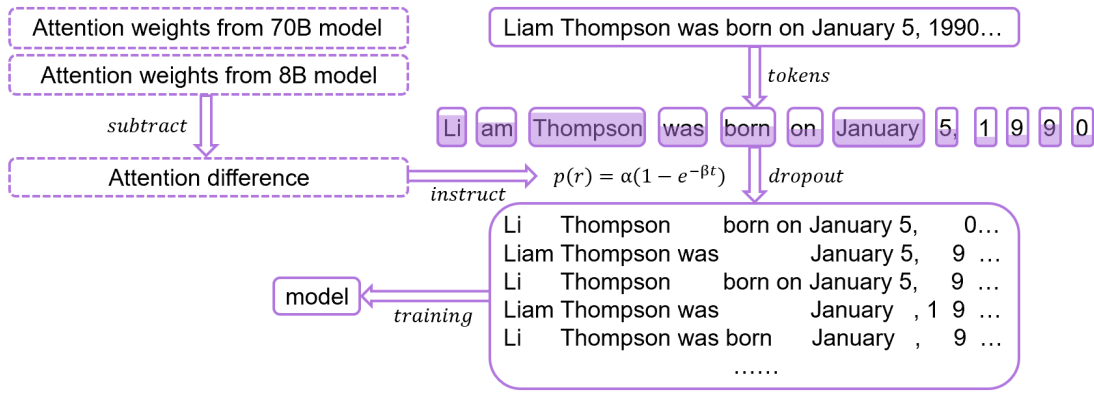 Attention weights from 70B model
Attention weights from 8B model
subtract
Attention difference
instruct
Liam Thompson was born on January 5, 1990…
tokens
Li am Thompson was born on January 5, 1 9 9 0
p(r) = α(1 − e^{−βt})
dropout
Li Thompson born on January 5, 0…
Liam Thompson was January 5, 9 …
Li Thompson born on January 5, 9 …
Liam Thompson was January , 1 9 …
Li Thompson was born January , 9 …
……
training
model